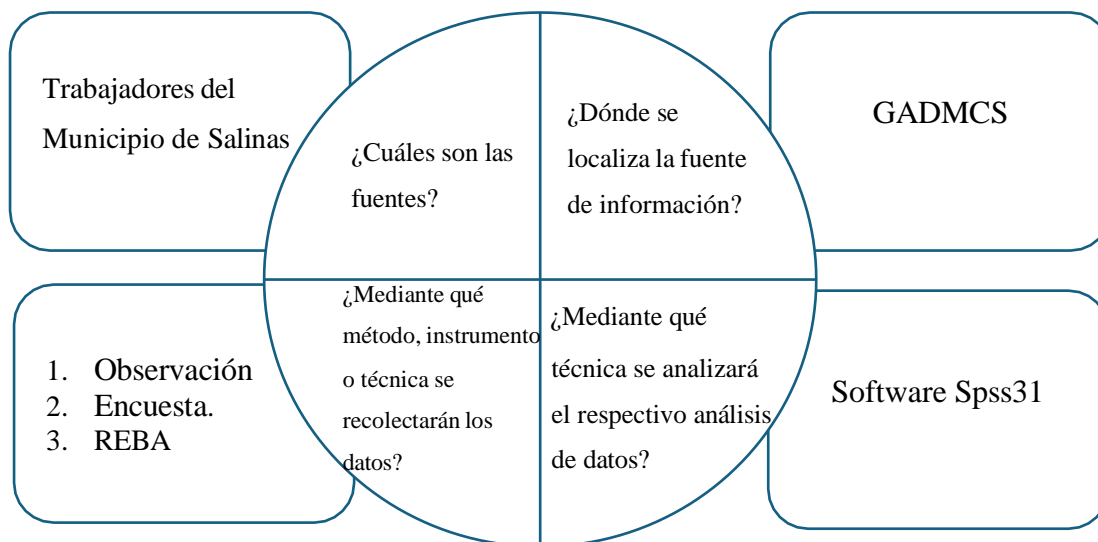 Trabajadores del
Municipio de Salinas
¿Cuáles son las
fuentes?
¿Dónde se
localiza la fuente
de información?
GADMCS
1. Observación
2. Encuesta.
3. REBA
¿Mediante qué
método, instrumento
o técnica se
recolectarán los
datos?
¿Mediante qué
técnica se analizará
el respectivo análisis
de datos?
Software Spss31